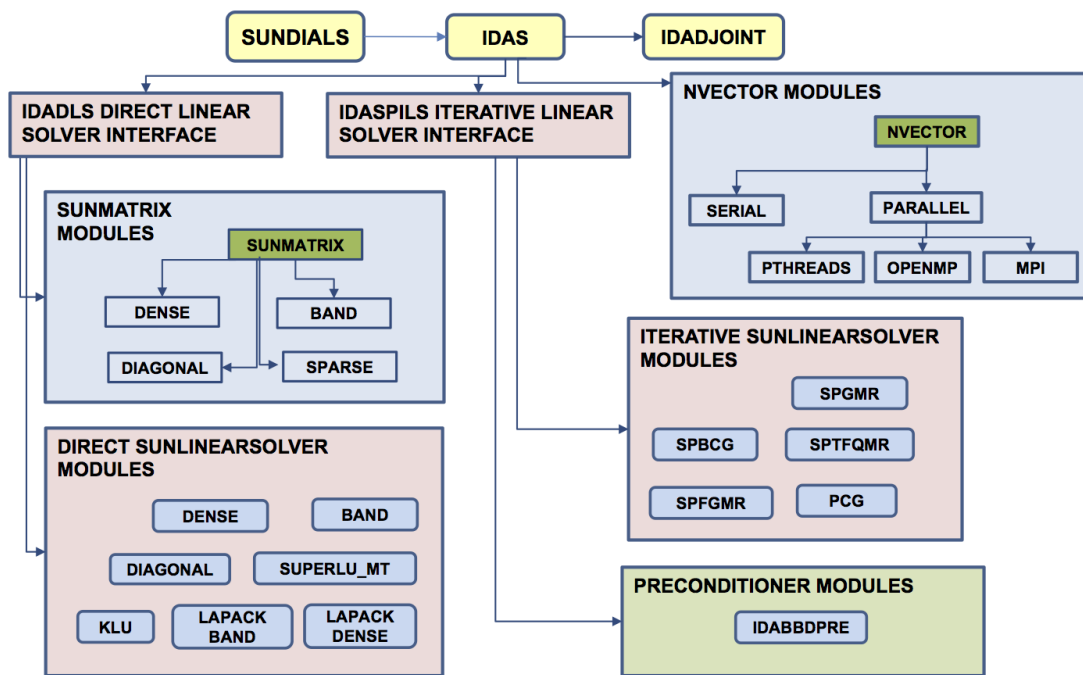 SUNDIALS
IDAS
IDADJOINT
IDADLS DIRECT LINEAR
SOLVER INTERFACE
IDASPILS ITERATIVE LINEAR
SOLVER INTERFACE
NVECTOR MODULES
NVECTOR
SERIAL
PARALLEL
PTHREADS
OPENMP
MPI
SUNMATRIX
MODULES
SUNMATRIX
DENSE
BAND
DIAGONAL
SPARSE
ITERATIVE SUNLINEARSOLVER
MODULES
SPGMR
SPBCG
SPTFQMR
SPFGMR
PCG
DIRECT SUNLINEARSOLVER
MODULES
DENSE
BAND
DIAGONAL
SUPERLU_MT
KLU
LAPACK
BAND
LAPACK
DENSE
PRECONDITIONER MODULES
IDABBDPRE